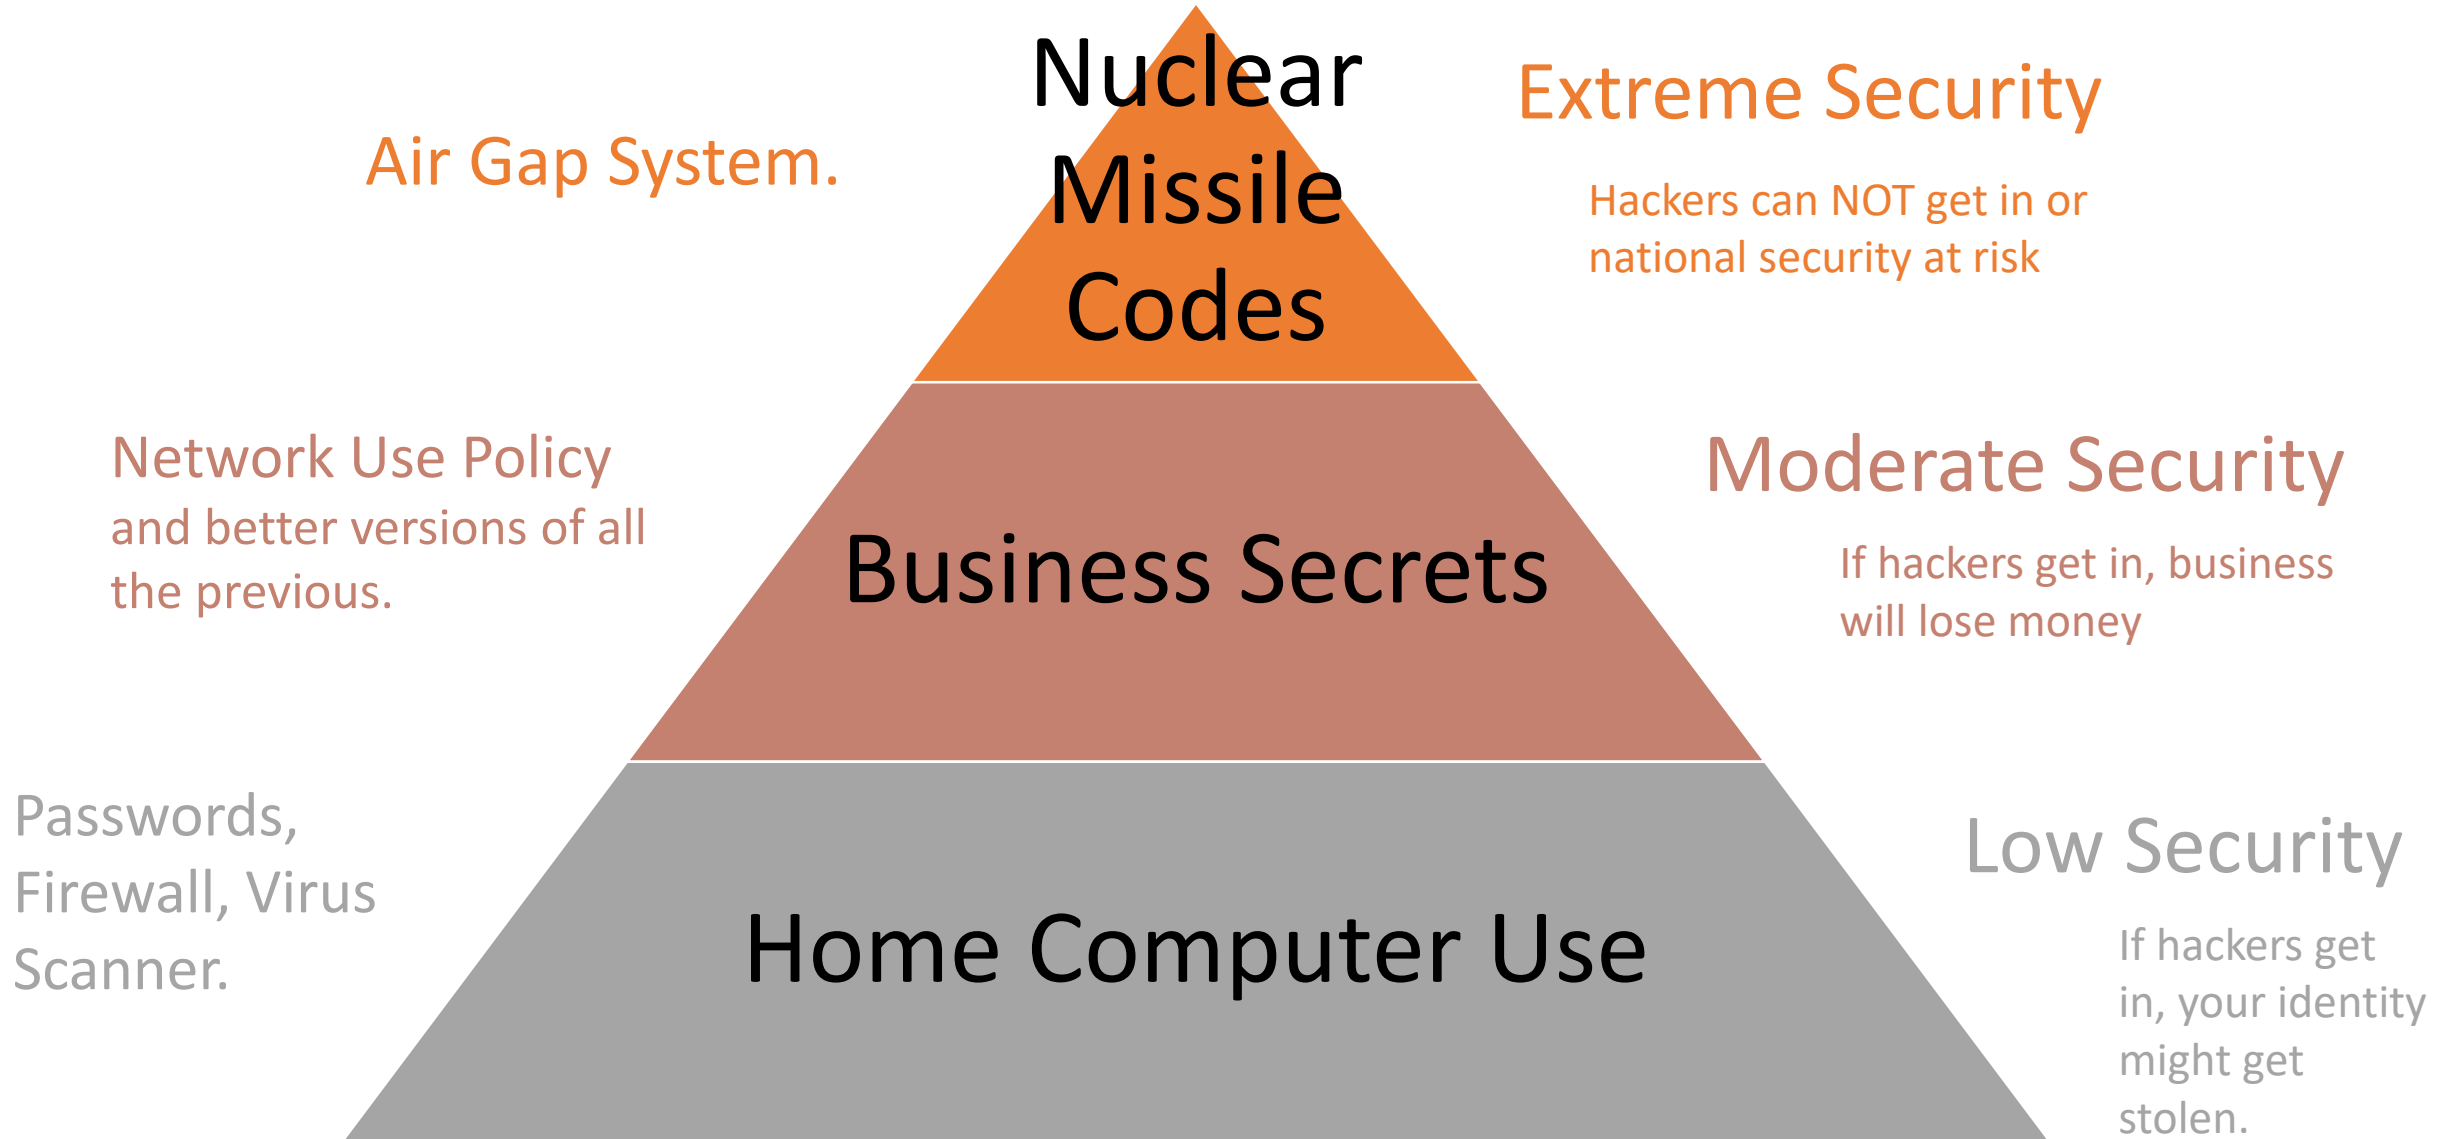 Nuclear
Missile
Codes
Air Gap System.
Extreme Security
Hackers can NOT get in or
national security at risk
Network Use Policy
and better versions of all
the previous.
Business Secrets
Moderate Security
If hackers get in, business
will lose money
Passwords,
Firewall, Virus
Scanner.
Home Computer Use
Low Security
If hackers get
in, your identity
might get
stolen.